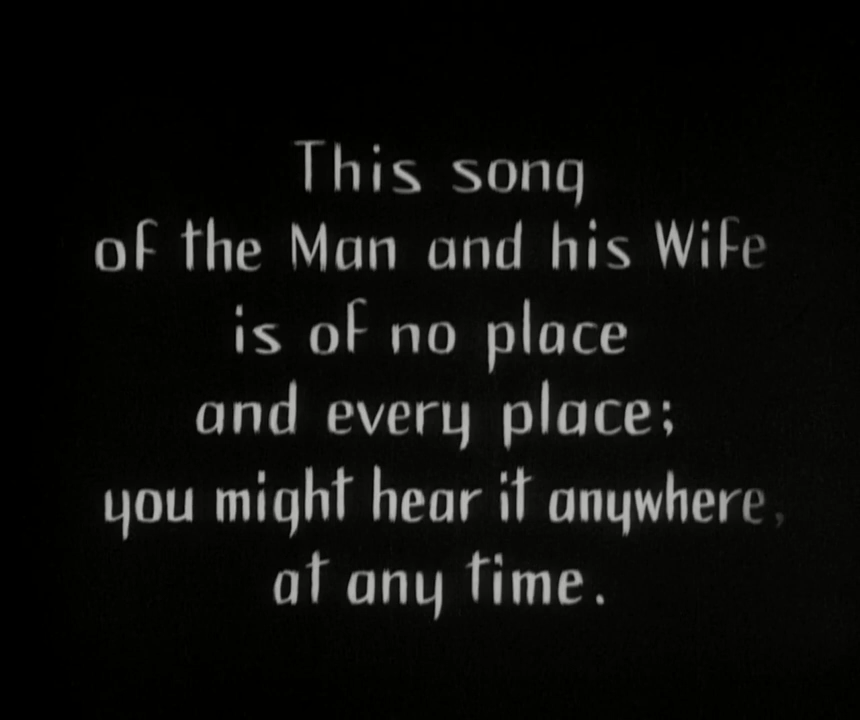 This song
of the Man and his Wife
is of no place
and every place;
you might hear it anywhere,
at any time.